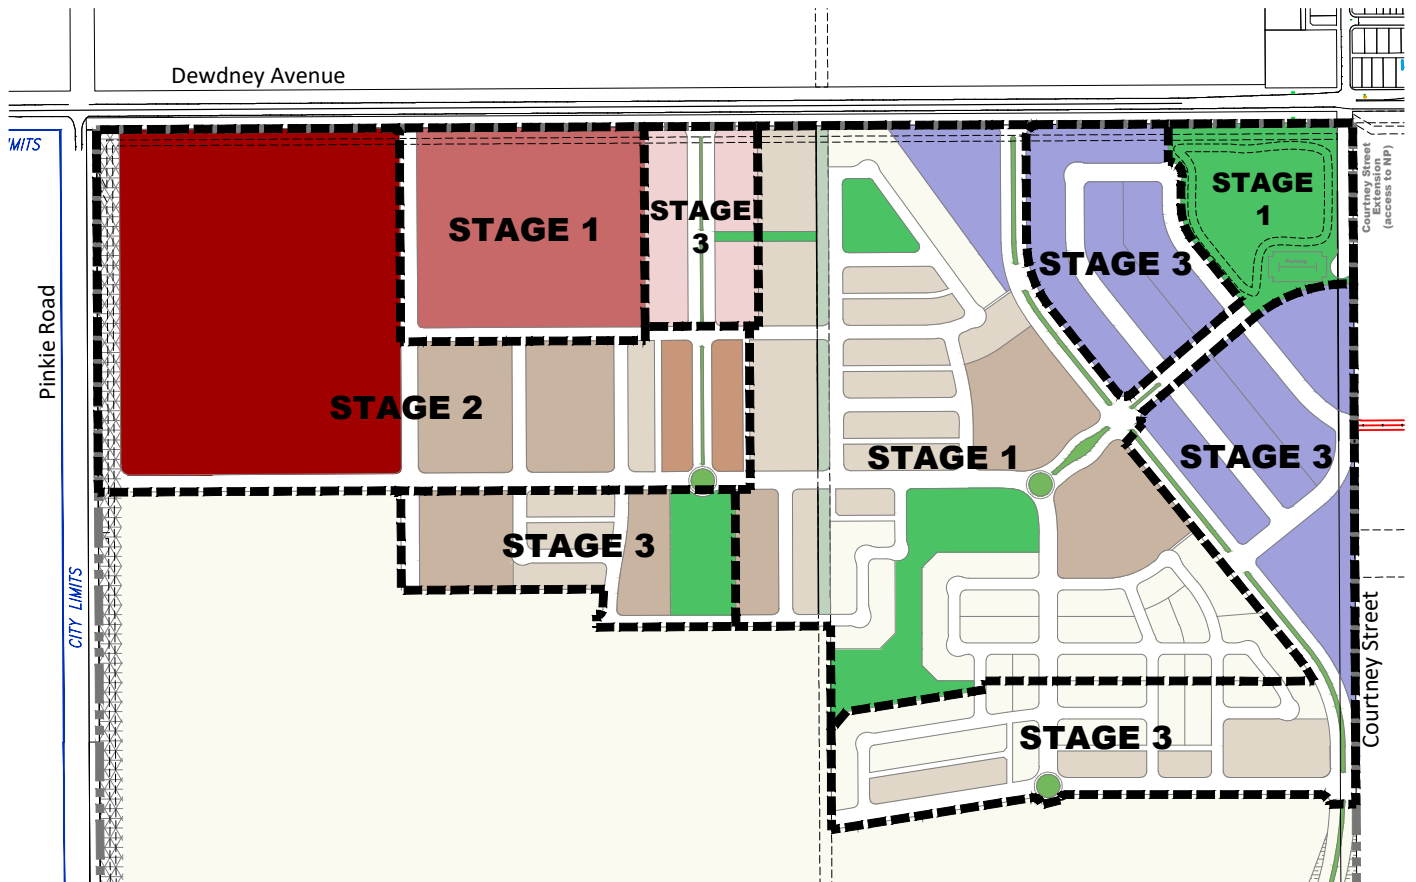 Dewdney Avenue
IMITS
Courtney Street
Extension
(access to NP)
STAGE
1
STAGE 1
STAGE
3
STAGE 3
Pinkie Road
STAGE 2
STAGE 1
STAGE 3
STAGE 3
CITY LIMITS
Courtney Street
STAGE 3